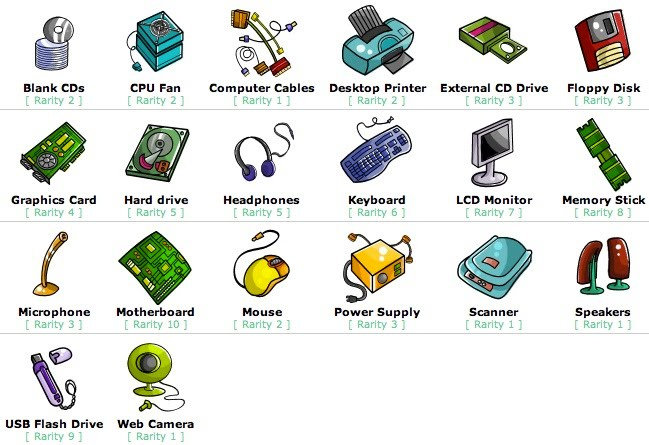 Blank CDs
[ Rarity 2 ]
CPU Fan
[ Rarity 2 ]
Computer Cables
[ Rarity 1 ]
Desktop Printer
[ Rarity 2 ]
External CD Drive
[ Rarity 3 ]
Floppy Disk
[ Rarity 3 ]
Graphics Card
[ Rarity 4 ]
Hard drive
[ Rarity 5 ]
Headphones
[ Rarity 5 ]
Keyboard
[ Rarity 6 ]
LCD Monitor
[ Rarity 7 ]
Memory Stick
[ Rarity 8 ]
Microphone
[ Rarity 3 ]
Motherboard
[ Rarity 10 ]
Mouse
[ Rarity 2 ]
Power Supply
[ Rarity 3 ]
Scanner
[ Rarity 1 ]
Speakers
[ Rarity 1 ]
USB Flash Drive
[ Rarity 9 ]
Web Camera
[ Rarity 1 ]